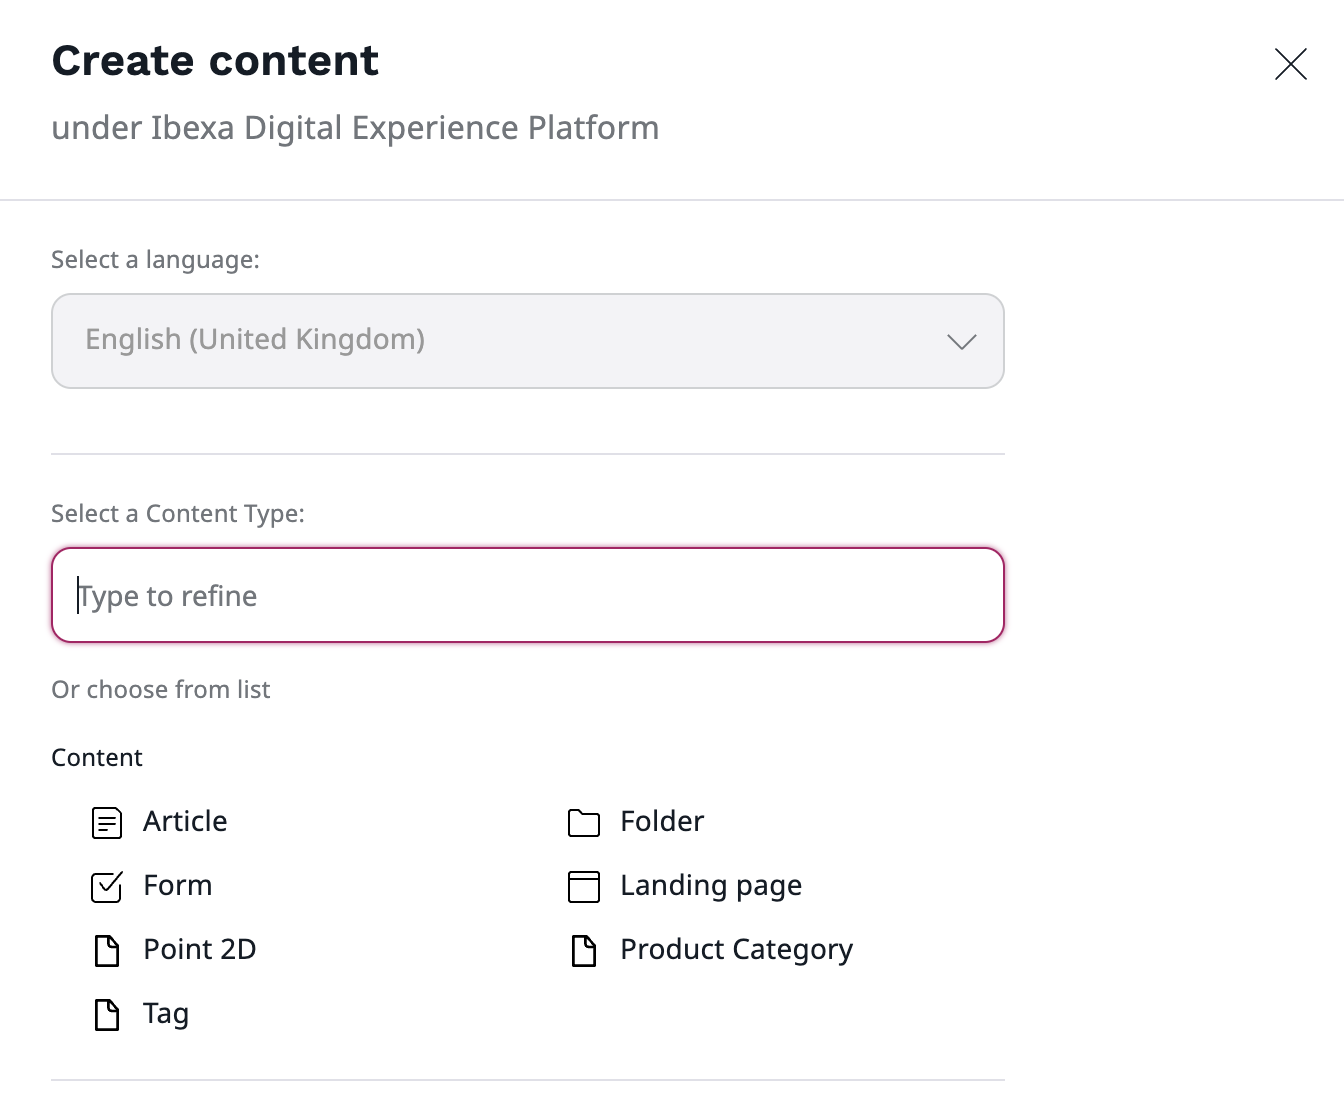 Create content
under Ibexa Digital Experience Platform
Select a language:
English (United Kingdom)
Select a Content Type:
Type to refine
Or choose from list
Content
Article
Folder
Form
Landing page
Point 2D
Product Category
Tag